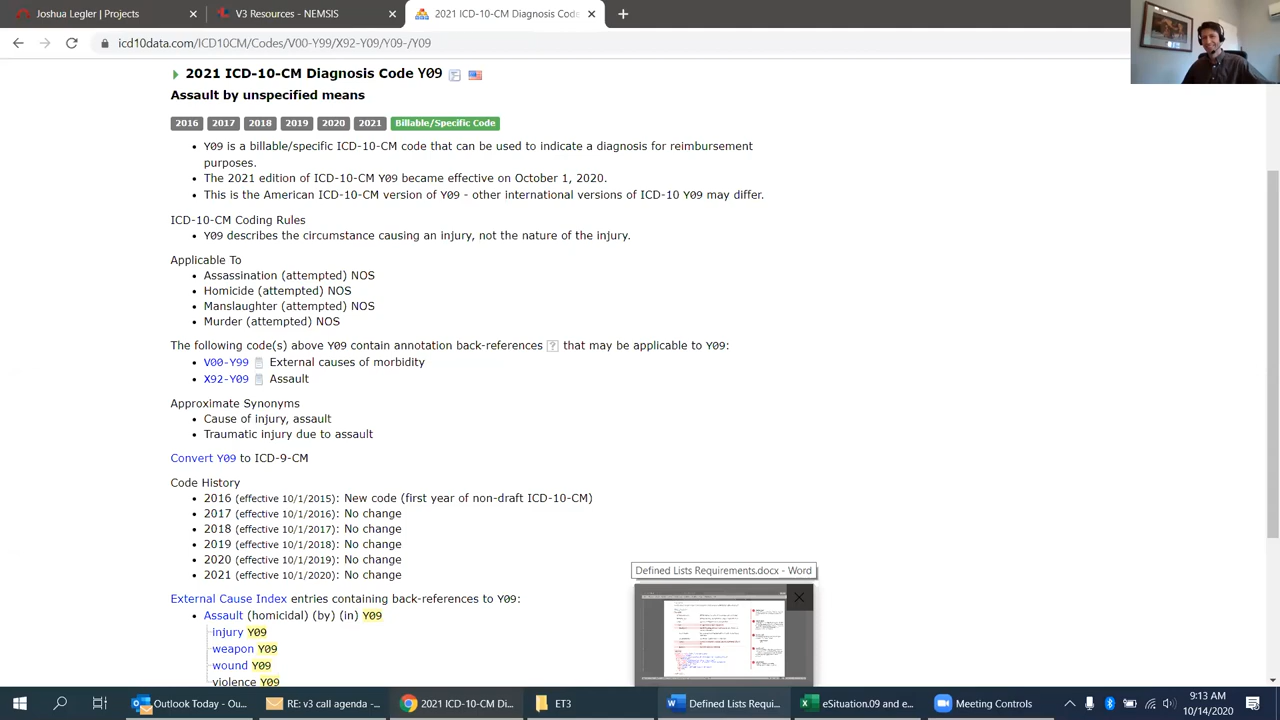 Joshua Legler | Projects
V3 Resources - NEMSIS
2021 ICD-10-CM Diagnosis Code
icd10data.com/ICD10CM/Codes/V00-Y99/X92-Y09/Y09-/Y09
2021 ICD-10-CM Diagnosis Code Y09
Assault by unspecified means
2016 2017 2018 2019 2020 2021 Billable/Specific Code
• Y09 is a billable/specific ICD-10-CM code that can be used to indicate a diagnosis for reimbursement
purposes.
• The 2021 edition of ICD-10-CM Y09 became effective on October 1, 2020.
• This is the American ICD-10-CM version of Y09 - other international versions of ICD-10 Y09 may differ.
ICD-10-CM Coding Rules
• Y09 describes the circumstance causing an injury, not the nature of the injury.
Applicable To
• Assassination (attempted) NOS
• Homicide (attempted) NOS
• Manslaughter (attempted) NOS
• Murder (attempted) NOS
The following code(s) above Y09 contain annotation back-references ? that may be applicable to Y09:
• V00-Y99 External causes of morbidity
• X92-Y09 Assault
Approximate Synonyms
• Cause of injury, assault
• Traumatic injury due to assault
Convert Y09 to ICD-9-CM
Code History
• 2016 (effective 10/1/2015): New code (first year of non-draft ICD-10-CM)
• 2017 (effective 10/1/2016): No change
• 2018 (effective 10/1/2017): No change
• 2019 (effective 10/1/2018): No change
• 2020 (effective 10/1/2019): No change
• 2021 (effective 10/1/2020): No change
Defined Lists Requirements.docx - Word
External Cause Index entries containing back-references to Y09:
• Assault (homicidal) (by) (in) Y09
injury Y09
weapon Y09
wound Y09
violence Y09
Outlook Today - Ou...
RE: v3 call agenda -...
2021 ICD-10-CM Di...
ET3
Defined Lists Requi...
eSituation.09 and e...
Meeting Controls
9:13 AM
10/14/2020